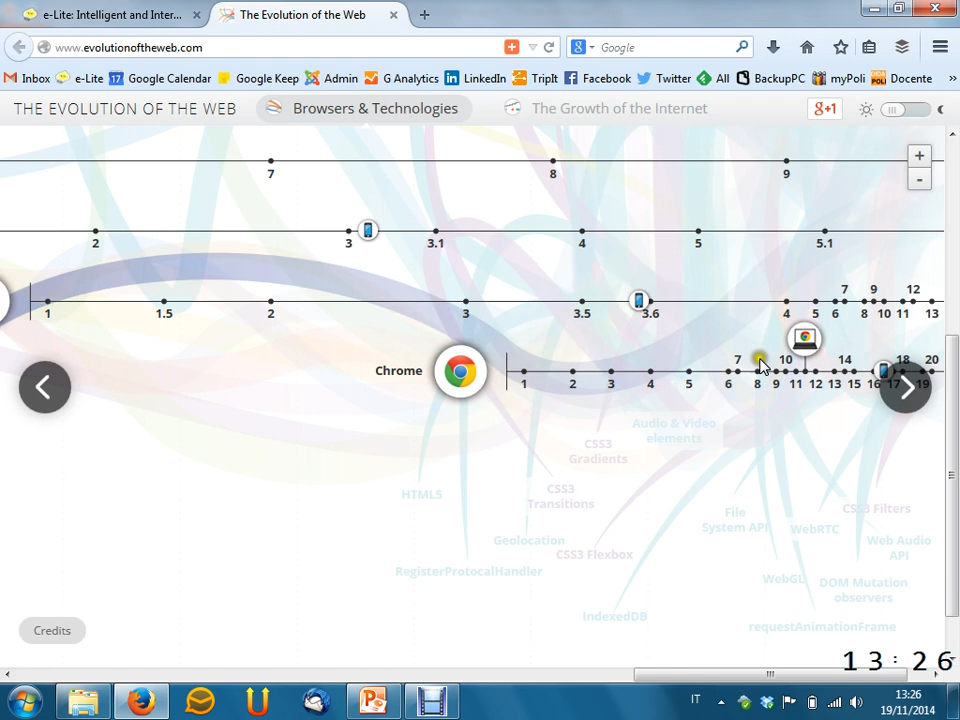 e-Lite: Intelligent and Inter...
The Evolution of the Web
www.evolutionoftheweb.com
Google
Inbox e-Lite Google Calendar Google Keep Admin G Analytics LinkedIn TripIt Facebook Twitter All BackupPC myPoli Docente
THE EVOLUTION OF THE WEB
Browsers & Technologies
The Growth of the Internet
g+1
+
-
7 8 9
2 3 3.1 4 5 5.1
7 9 12
1 1.5 2 3 3.5 3.6 4 5 6 8 10 11 13
Chrome
7 10 14 18 20
1 2 3 4 5 6 8 9 11 12 13 15 16 17 19
Audio & Video
elements
CSS3
Gradients
HTML5
CSS3
Transitions
File
System API
CSS3 Filters
WebRTC
Geolocation
CSS3 Flexbox
Web Audio
API
RegisterProtocalHandler
WebGL
DOM Mutation
observers
IndexedDB
requestAnimationFrame
Credits
13:26
IT
13:26
19/11/2014